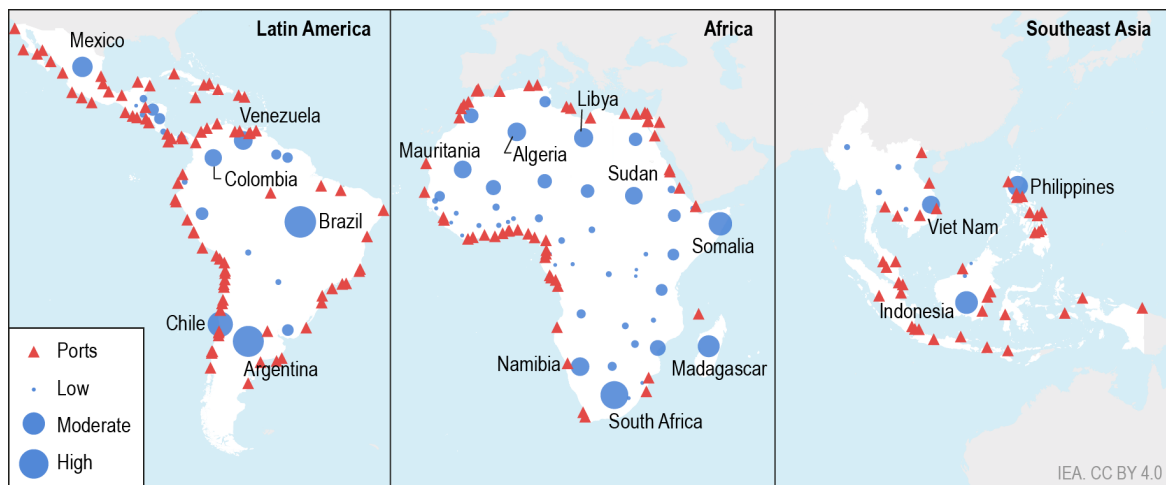 Latin America
Mexico
Venezuela
Colombia
Brazil
Chile
Argentina
Ports
Low
Moderate
High
Africa
Libya
Algeria
Mauritania
Sudan
Somalia
Namibia
Madagascar
South Africa
Southeast Asia
Philippines
Viet Nam
Indonesia
IEA. CC BY 4.0